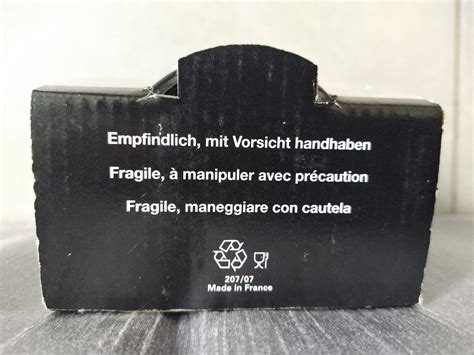 Empfindlich, mit Vorsicht handhaben
Fragile, à manipuler avec précaution
Fragile, maneggiare con cautela
207/07
Made in France